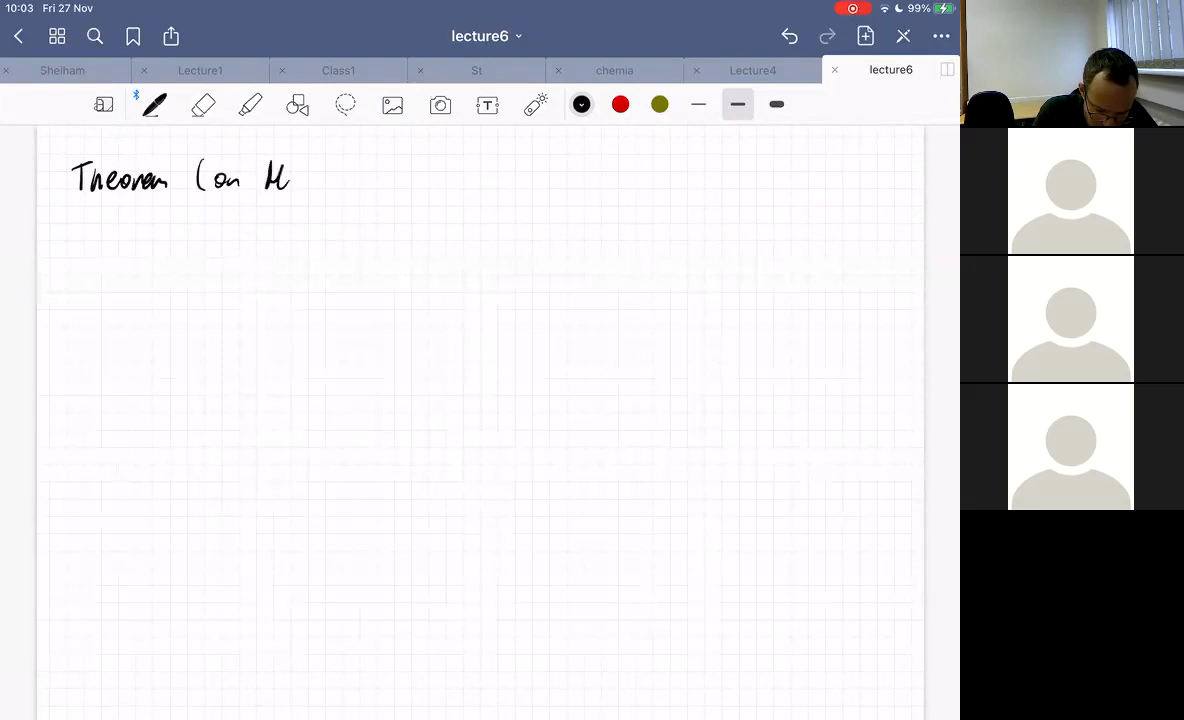 10:03 Fri 27 Nov 99%
lecture6
Sheiham Lecture1 Class1 St chemia Lecture4 lecture6
T
Theorem (on M